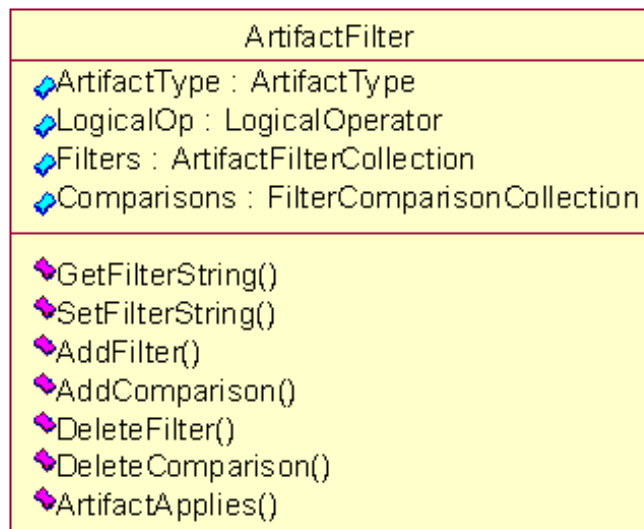 ArtifactFilter
ArtifactType : ArtifactType
LogicalOp : LogicalOperator
Filters : ArtifactFilterCollection
Comparisons : FilterComparisonCollection
GetFilterString()
SetFilterString()
AddFilter()
AddComparison()
DeleteFilter()
DeleteComparison()
ArtifactApplies()